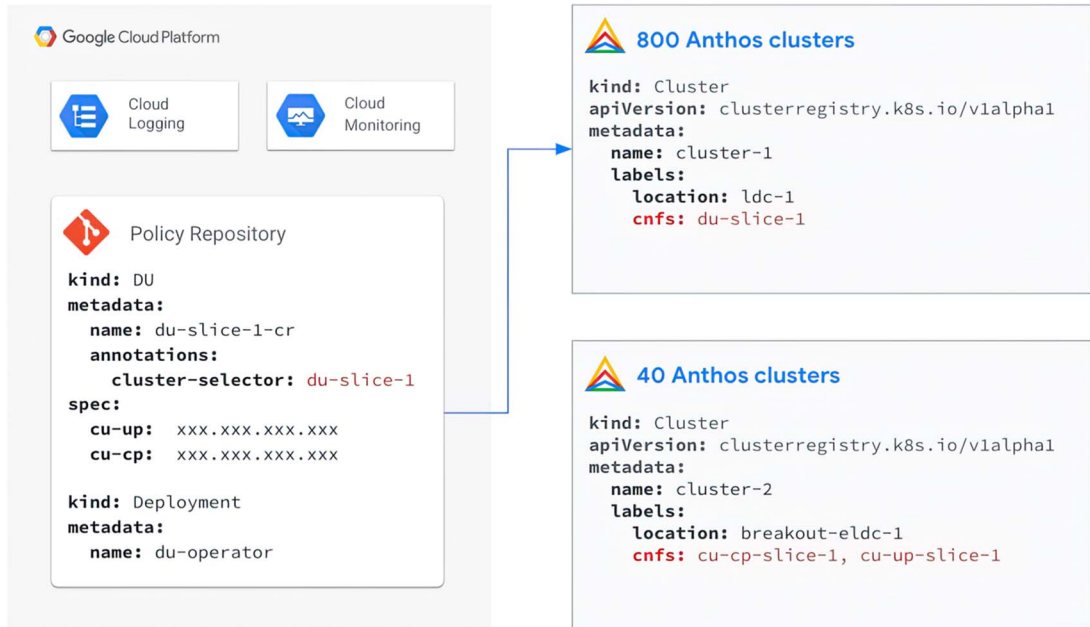 Google Cloud Platform
Cloud
Logging
Cloud
Monitoring
Policy Repository
kind: DU
metadata:
name: du-slice-1-cr
annotations:
cluster-selector: du-slice-1
spec:
cu-up: xxx.xxx.xxx.xxx
cu-cp: xxx.xxx.xxx.xxx
kind: Deployment
metadata:
name: du-operator
800 Anthos clusters
kind: Cluster
apiVersion: clusterregistry.k8s.io/v1alpha1
metadata:
name: cluster-1
labels:
location: ldc-1
cnfs: du-slice-1
40 Anthos clusters
kind: Cluster
apiVersion: clusterregistry.k8s.io/v1alpha1
metadata:
name: cluster-2
labels:
location: breakout-eldc-1
cnfs: cu-cp-slice-1, cu-up-slice-1